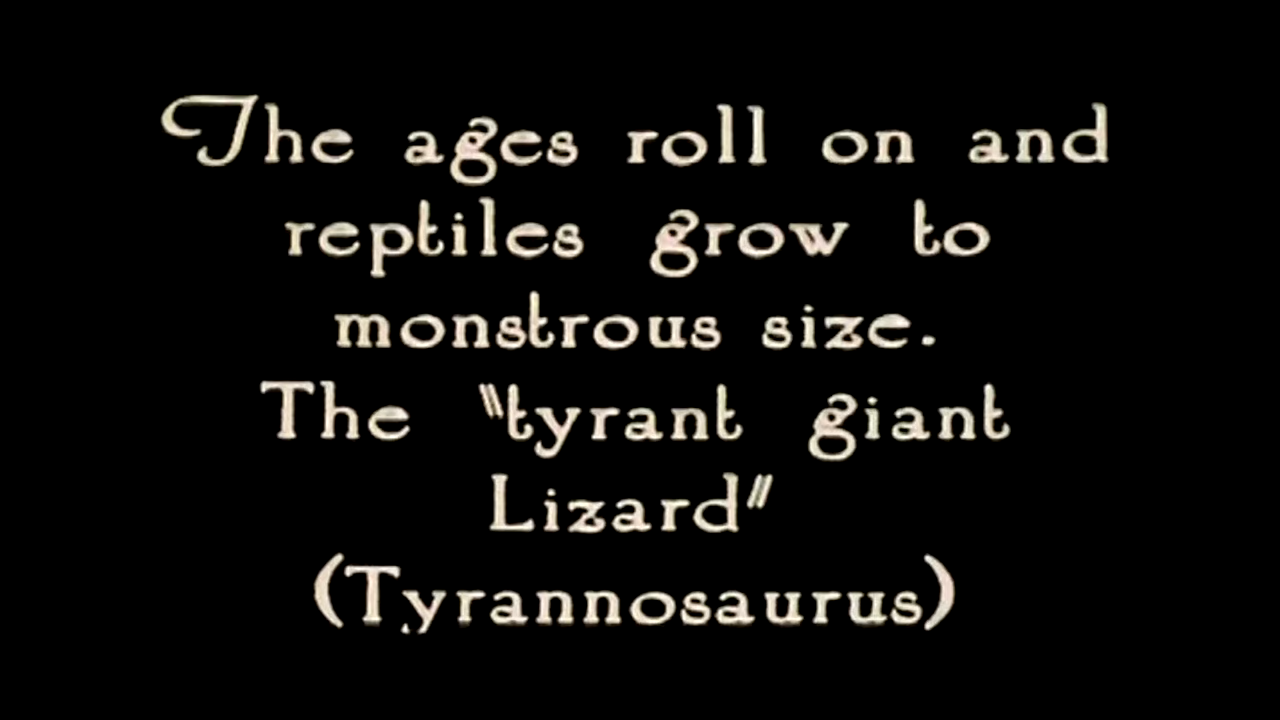 The ages roll on and
reptiles grow to
monstrous size.
The "tyrant giant
Lizard"
(Tyrannosaurus)